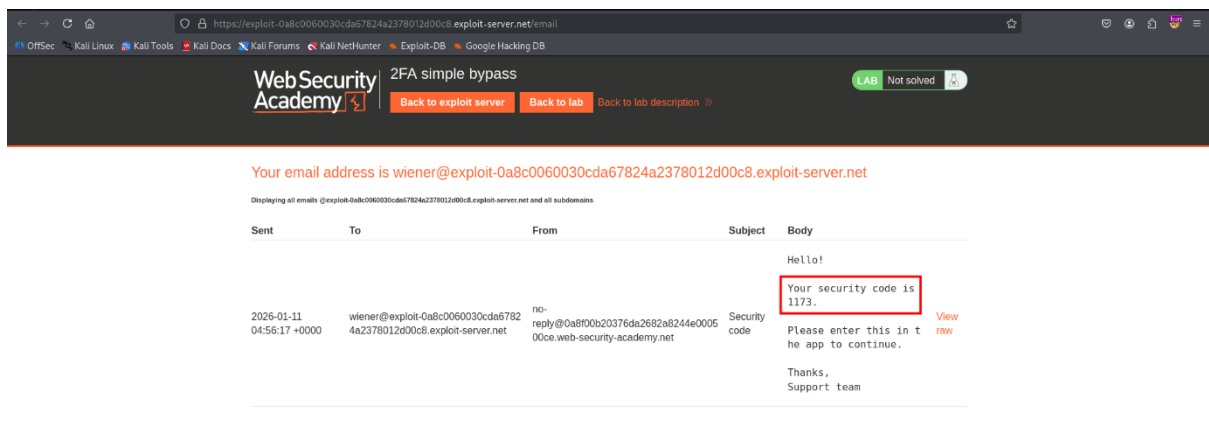 https://exploit-0a8c0060030cda67824a2378012d00c8.exploit-server.net/email
OffSec Kali Linux Kali Tools Kali Docs Kali Forums Kali NetHunter Exploit-DB Google Hacking DB
WebSecurity Academy
2FA simple bypass
LAB Not solved
Back to exploit server Back to lab Back to lab description
Your email address is wiener@exploit-0a8c0060030cda67824a2378012d00c8.exploit-server.net
Displaying all emails @exploit-0a8c0060030cda67824a2378012d00c8.exploit-server.net and all subdomains
Sent To From Subject Body
2026-01-11
04:56:17 +0000
wiener@exploit-0a8c0060030cda6782
4a2378012d00c8.exploit-server.net
no-
reply@0a8f00b20376da2682a8244e0005
00ce.web-security-academy.net
Security
code
Hello!
Your security code is
1173.
Please enter this in t
he app to continue.
Thanks,
Support team
View
raw